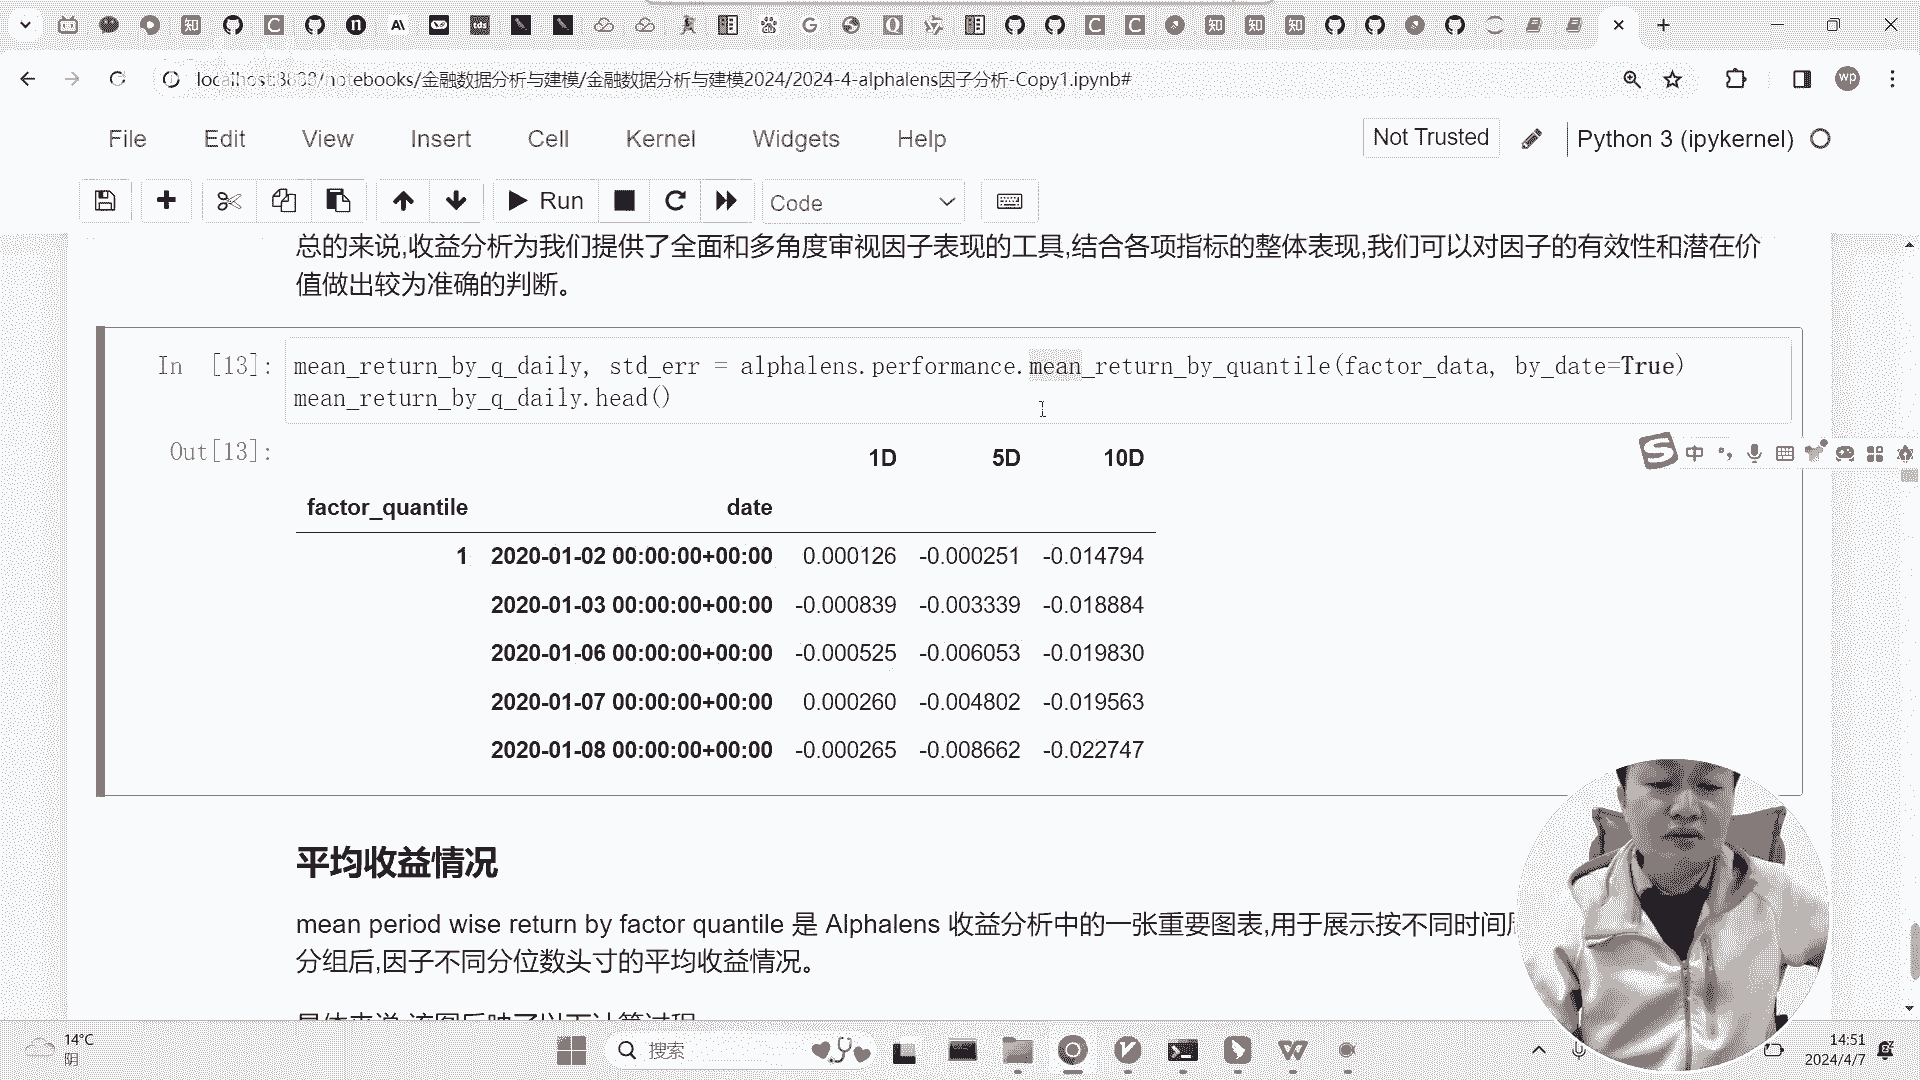 localhost:8888/notebooks/金融数据分析与建模/金融数据分析与建模2024/2024-4-alphalens因子分析-Copy1.ipynb#
wp
File Edit View Insert Cell Kernel Widgets Help
Not Trusted
Python 3 (ipykernel)
Run
Code
总的来说,收益分析为我们提供了全面和多角度审视因子表现的工具,结合各项指标的整体表现,我们可以对因子的有效性和潜在价
值做出较为准确的判断。
In [13]: mean_return_by_q_daily, std_err = alphalens.performance.mean_return_by_quantile(factor_data, by_date=True)
mean_return_by_q_daily.head()
Out[13]:
1D 5D 10D
factor_quantile date
1 2020-01-02 00:00:00+00:00 0.000126 -0.000251 -0.014794
2020-01-03 00:00:00+00:00 -0.000839 -0.003339 -0.018884
2020-01-06 00:00:00+00:00 -0.000525 -0.006053 -0.019830
2020-01-07 00:00:00+00:00 0.000260 -0.004802 -0.019563
2020-01-08 00:00:00+00:00 -0.000265 -0.008662 -0.022747
中
平均收益情况
mean period wise return by factor quantile 是 Alphalens 收益分析中的一张重要图表,用于展示按不同时间
分组后,因子不同分位数头寸的平均收益情况。
14°C
阴
搜索
14:51
2024/4/7